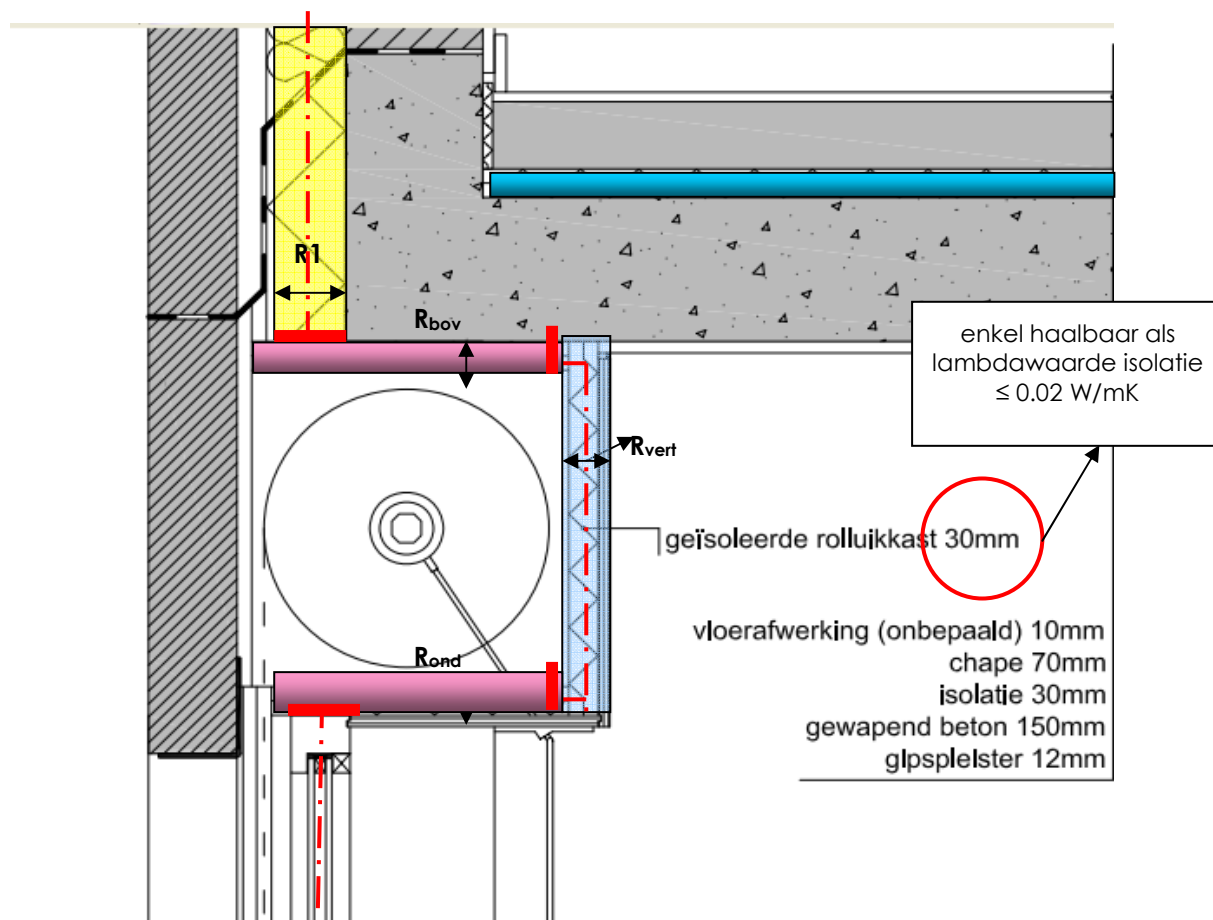 R1
Rbov
enkel haalbaar als
lambdawaarde isolatie
≤ 0.02 W/mK
Rvert
geïsoleerde rolluikkast 30mm
vloerafwerking (onbepaald) 10mm
chape 70mm
Rond
isolatie 30mm
gewapend beton 150mm
gipspleister 12mm